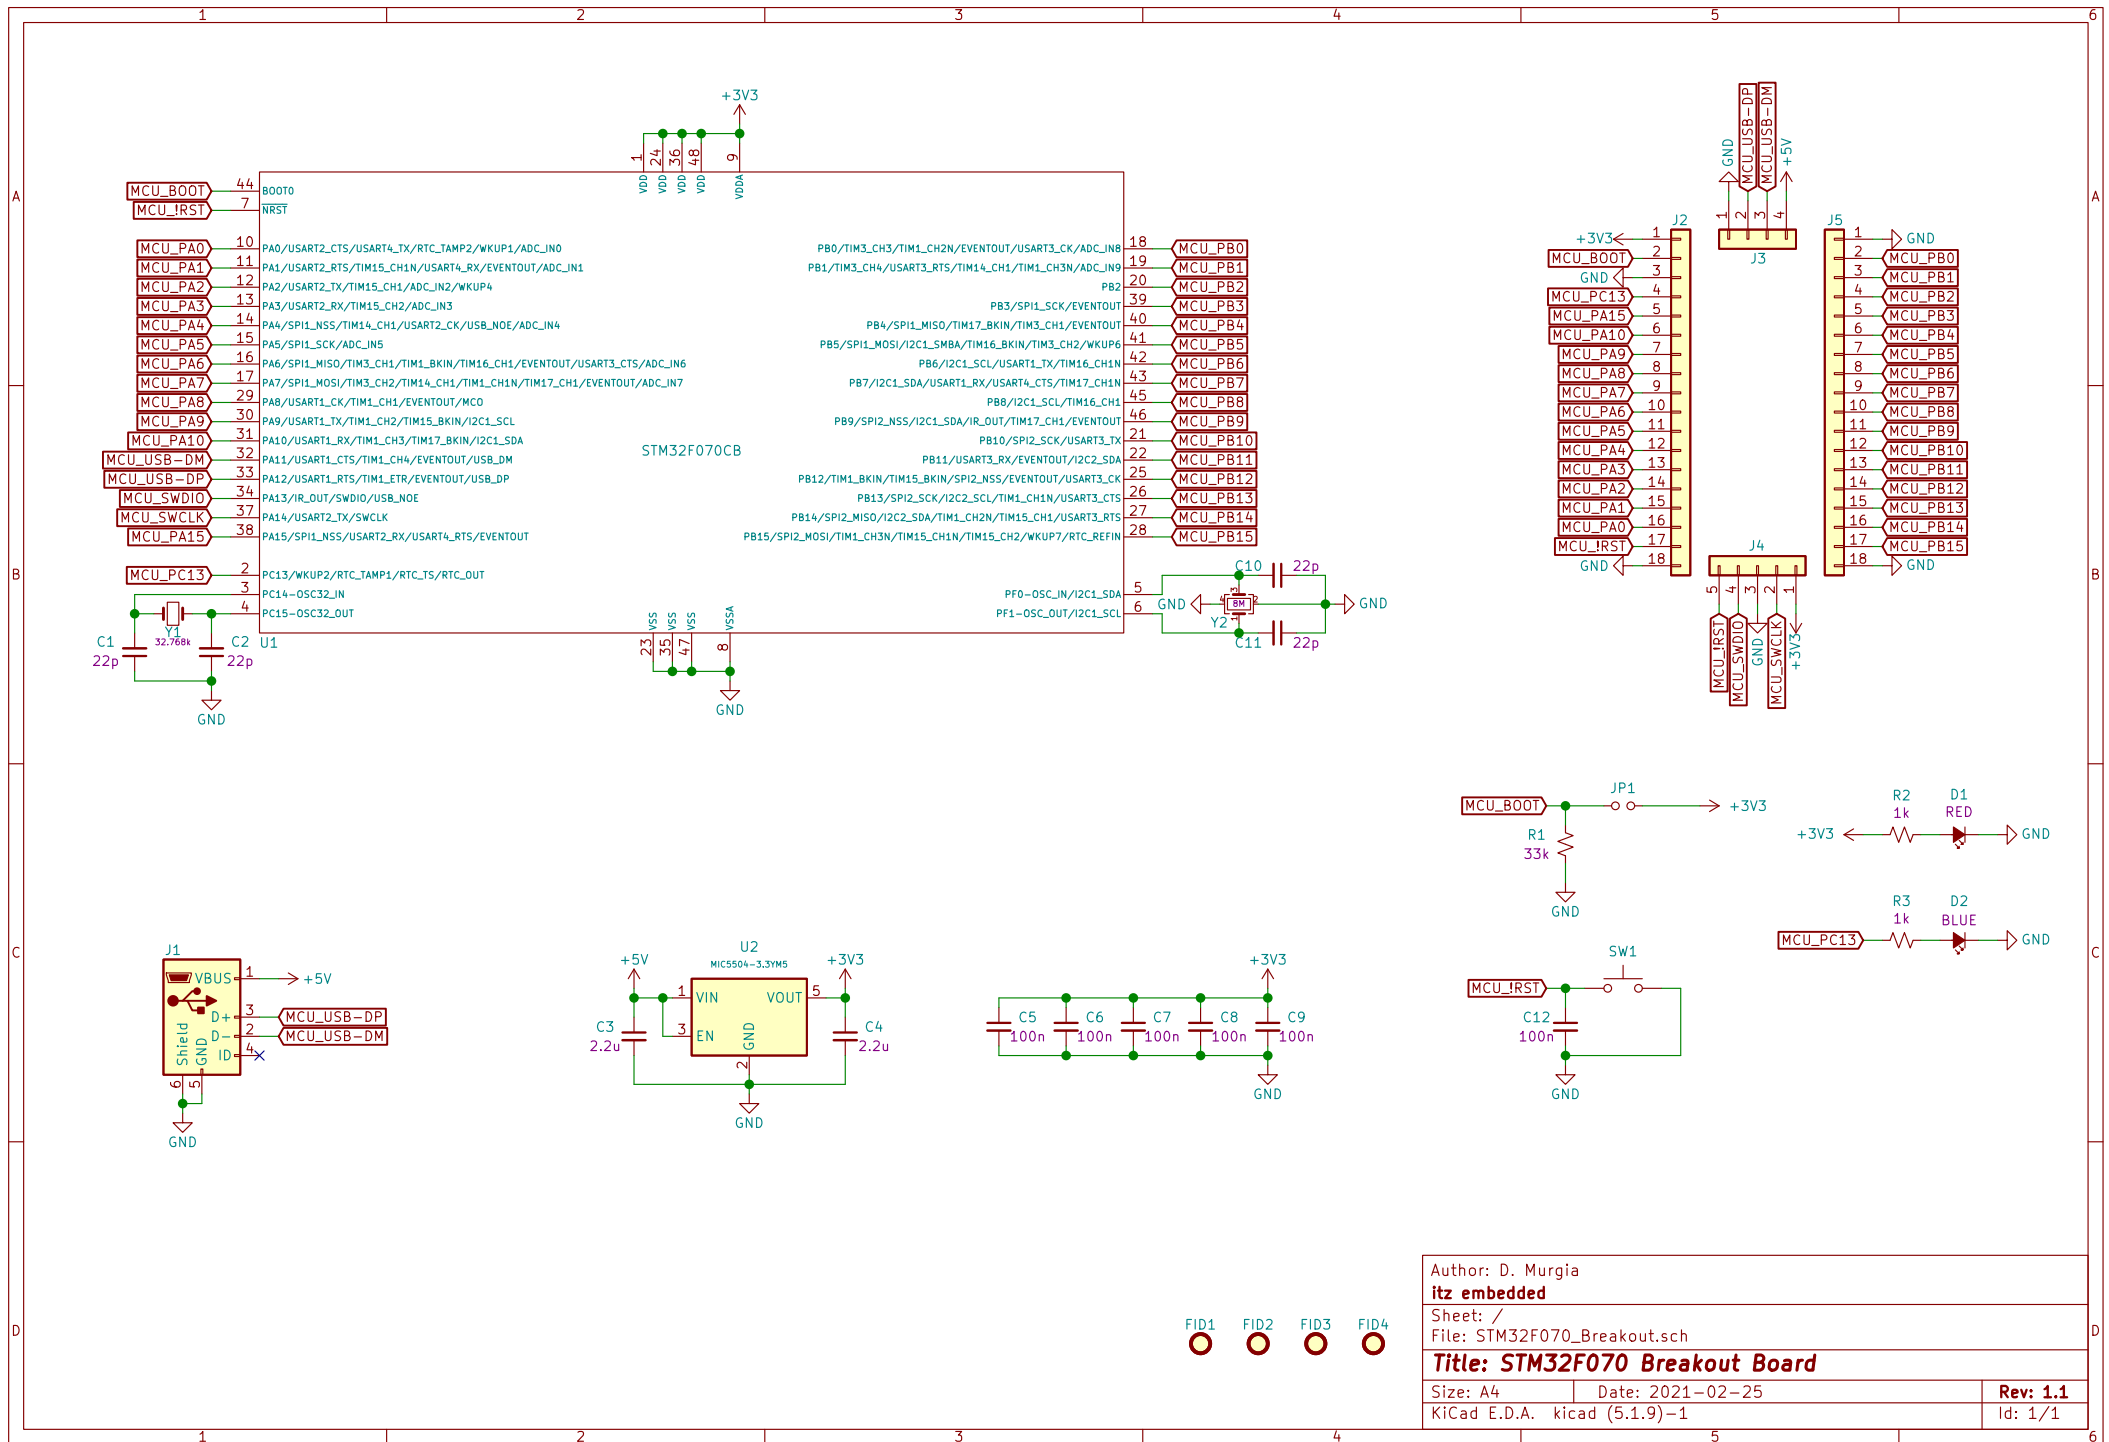 1 2 3 4 5 6
A A
B B
C C
D D
1 2 3 4 5 6
+3V3
1 24 36 48 9
VDD VDD VDD VDD VDDA
MCU_BOOT 44 BOOT0
MCU_!RST 7 NRST
MCU_PA0 10 PA0/USART2_CTS/USART4_TX/RTC_TAMP2/WKUP1/ADC_IN0
MCU_PA1 11 PA1/USART2_RTS/TIM15_CH1N/USART4_RX/EVENTOUT/ADC_IN1
MCU_PA2 12 PA2/USART2_TX/TIM15_CH1/ADC_IN2/WKUP4
MCU_PA3 13 PA3/USART2_RX/TIM15_CH2/ADC_IN3
MCU_PA4 14 PA4/SPI1_NSS/TIM14_CH1/USART2_CK/USB_NOE/ADC_IN4
MCU_PA5 15 PA5/SPI1_SCK/ADC_IN5
MCU_PA6 16 PA6/SPI1_MISO/TIM3_CH1/TIM1_BKIN/TIM16_CH1/EVENTOUT/USART3_CTS/ADC_IN6
MCU_PA7 17 PA7/SPI1_MOSI/TIM3_CH2/TIM14_CH1/TIM1_CH1N/TIM17_CH1/EVENTOUT/ADC_IN7
MCU_PA8 29 PA8/USART1_CK/TIM1_CH1/EVENTOUT/MCO
MCU_PA9 30 PA9/USART1_TX/TIM1_CH2/TIM15_BKIN/I2C1_SCL
MCU_PA10 31 PA10/USART1_RX/TIM1_CH3/TIM17_BKIN/I2C1_SDA
MCU_USB-DM 32 PA11/USART1_CTS/TIM1_CH4/EVENTOUT/USB_DM
MCU_USB-DP 33 PA12/USART1_RTS/TIM1_ETR/EVENTOUT/USB_DP
MCU_SWDIO 34 PA13/IR_OUT/SWDIO/USB_NOE
MCU_SWCLK 37 PA14/USART2_TX/SWCLK
MCU_PA15 38 PA15/SPI1_NSS/USART2_RX/USART4_RTS/EVENTOUT
MCU_PC13 2 PC13/WKUP2/RTC_TAMP1/RTC_TS/RTC_OUT
3 PC14-OSC32_IN
4 PC15-OSC32_OUT
STM32F070CB
U1
PB0/TIM3_CH3/TIM1_CH2N/EVENTOUT/USART3_CK/ADC_IN8 18 MCU_PB0
PB1/TIM3_CH4/USART3_RTS/TIM14_CH1/TIM1_CH3N/ADC_IN9 19 MCU_PB1
PB2 20 MCU_PB2
PB3/SPI1_SCK/EVENTOUT 39 MCU_PB3
PB4/SPI1_MISO/TIM17_BKIN/TIM3_CH1/EVENTOUT 40 MCU_PB4
PB5/SPI1_MOSI/I2C1_SMBA/TIM16_BKIN/TIM3_CH2/WKUP6 41 MCU_PB5
PB6/I2C1_SCL/USART1_TX/TIM16_CH1N 42 MCU_PB6
PB7/I2C1_SDA/USART1_RX/USART4_CTS/TIM17_CH1N 43 MCU_PB7
PB8/I2C1_SCL/TIM16_CH1 45 MCU_PB8
PB9/SPI2_NSS/I2C1_SDA/IR_OUT/TIM17_CH1/EVENTOUT 46 MCU_PB9
PB10/SPI2_SCK/USART3_TX 21 MCU_PB10
PB11/USART3_RX/EVENTOUT/I2C2_SDA 22 MCU_PB11
PB12/TIM1_BKIN/TIM15_BKIN/SPI2_NSS/EVENTOUT/USART3_CK 25 MCU_PB12
PB13/SPI2_SCK/I2C2_SCL/TIM1_CH1N/USART3_CTS 26 MCU_PB13
PB14/SPI2_MISO/I2C2_SDA/TIM1_CH2N/TIM15_CH1/USART3_RTS 27 MCU_PB14
PB15/SPI2_MOSI/TIM1_CH3N/TIM15_CH1N/TIM15_CH2/WKUP7/RTC_REFIN 28 MCU_PB15
PF0-OSC_IN/I2C1_SDA 5
PF1-OSC_OUT/I2C1_SCL 6
VSS VSS VSS VSSA
23 35 47 8
GND
Y1
32.768k
C1
22p
C2
22p
GND
C10 22p
GND 4 3 8M 2 1 GND
Y2
C11 22p
GND MCU_USB-DP MCU_USB-DM +5V
1 2 3 4
J3
J2
+3V3 1
MCU_BOOT 2
GND 3
MCU_PC13 4
MCU_PA15 5
MCU_PA10 6
MCU_PA9 7
MCU_PA8 8
MCU_PA7 9
MCU_PA6 10
MCU_PA5 11
MCU_PA4 12
MCU_PA3 13
MCU_PA2 14
MCU_PA1 15
MCU_PA0 16
MCU_!RST 17
GND 18
J5
1 GND
2 MCU_PB0
3 MCU_PB1
4 MCU_PB2
5 MCU_PB3
6 MCU_PB4
7 MCU_PB5
8 MCU_PB6
9 MCU_PB7
10 MCU_PB8
11 MCU_PB9
12 MCU_PB10
13 MCU_PB11
14 MCU_PB12
15 MCU_PB13
16 MCU_PB14
17 MCU_PB15
18 GND
J4
5 4 3 2 1
MCU_!RST MCU_SWDIO GND MCU_SWCLK +3V3
MCU_BOOT JP1 +3V3
R1
33k
GND
R2 D1
1k RED
+3V3 GND
R3 D2
1k BLUE
MCU_PC13 GND
SW1
MCU_!RST
C12
100n
GND
J1
VBUS 1 +5V
D+ 3 MCU_USB-DP
D- 2 MCU_USB-DM
ID 4
Shield GND
6 5
GND
U2
MIC5504-3.3YM5
+5V +3V3
1 VIN VOUT 5
3 EN
GND
2
C3
2.2u
C4
2.2u
GND
+3V3
C5 C6 C7 C8 C9
100n 100n 100n 100n 100n
GND
FID1 FID2 FID3 FID4
Author: D. Murgia
itz embedded
Sheet: /
File: STM32F070_Breakout.sch
Title: STM32F070 Breakout Board
Size: A4 Date: 2021-02-25 Rev: 1.1
KiCad E.D.A. kicad (5.1.9)-1 Id: 1/1